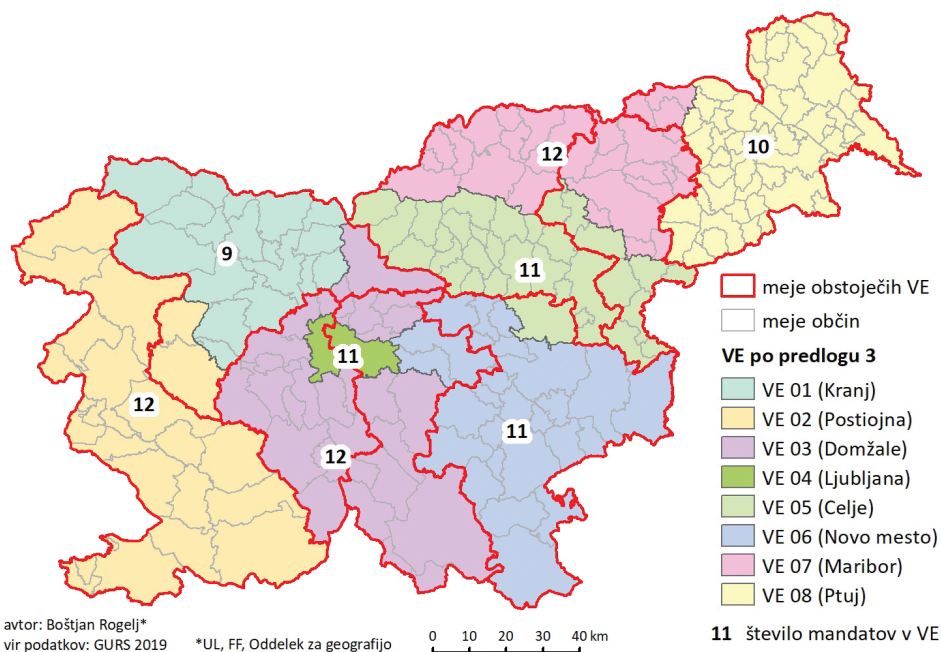 12
10
9
11
11
12
11
12
meje obstoječih VE
meje občin
VE po predlogu 3
VE 01 (Kranj)
VE 02 (Postiojna)
VE 03 (Domžale)
VE 04 (Ljubljana)
VE 05 (Celje)
VE 06 (Novo mesto)
VE 07 (Maribor)
VE 08 (Ptuj)
11 število mandatov v VE
avtor: Boštjan Rogelj*
vir podatkov: GURS 2019 *UL, FF, Oddelek za geografijo
0 10 20 30 40 km